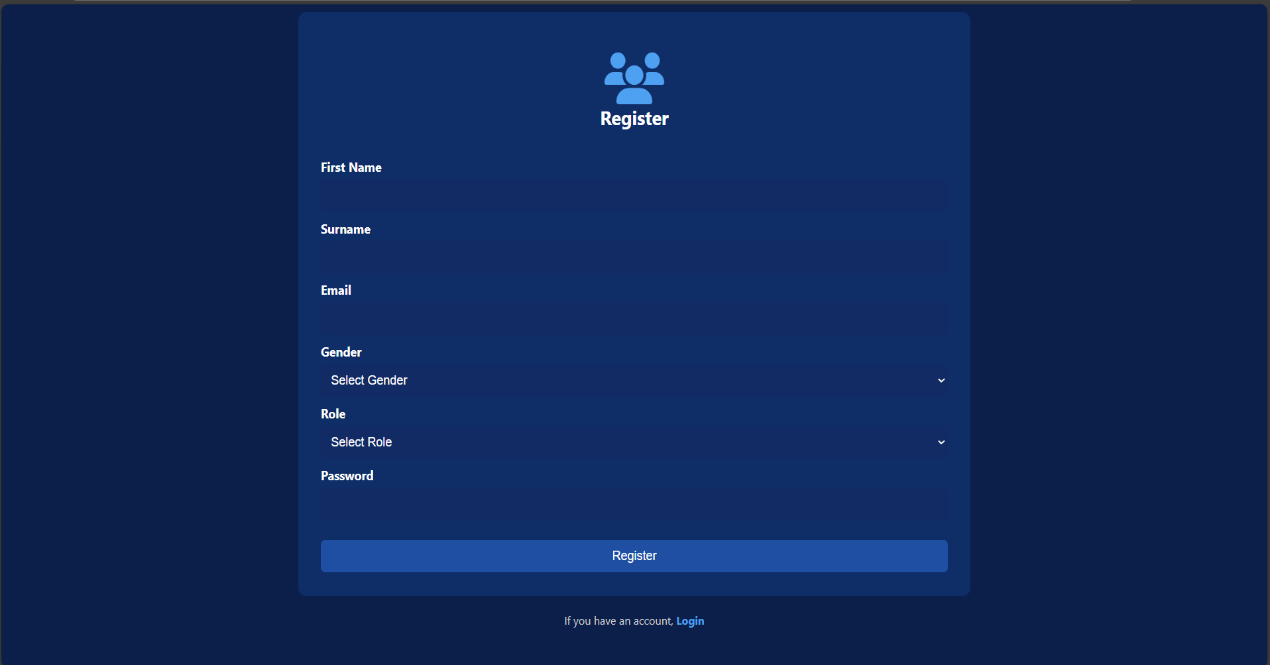 Register
First Name
Surname
Email
Gender
Select Gender
Role
Select Role
Password
Register
If you have an account, Login